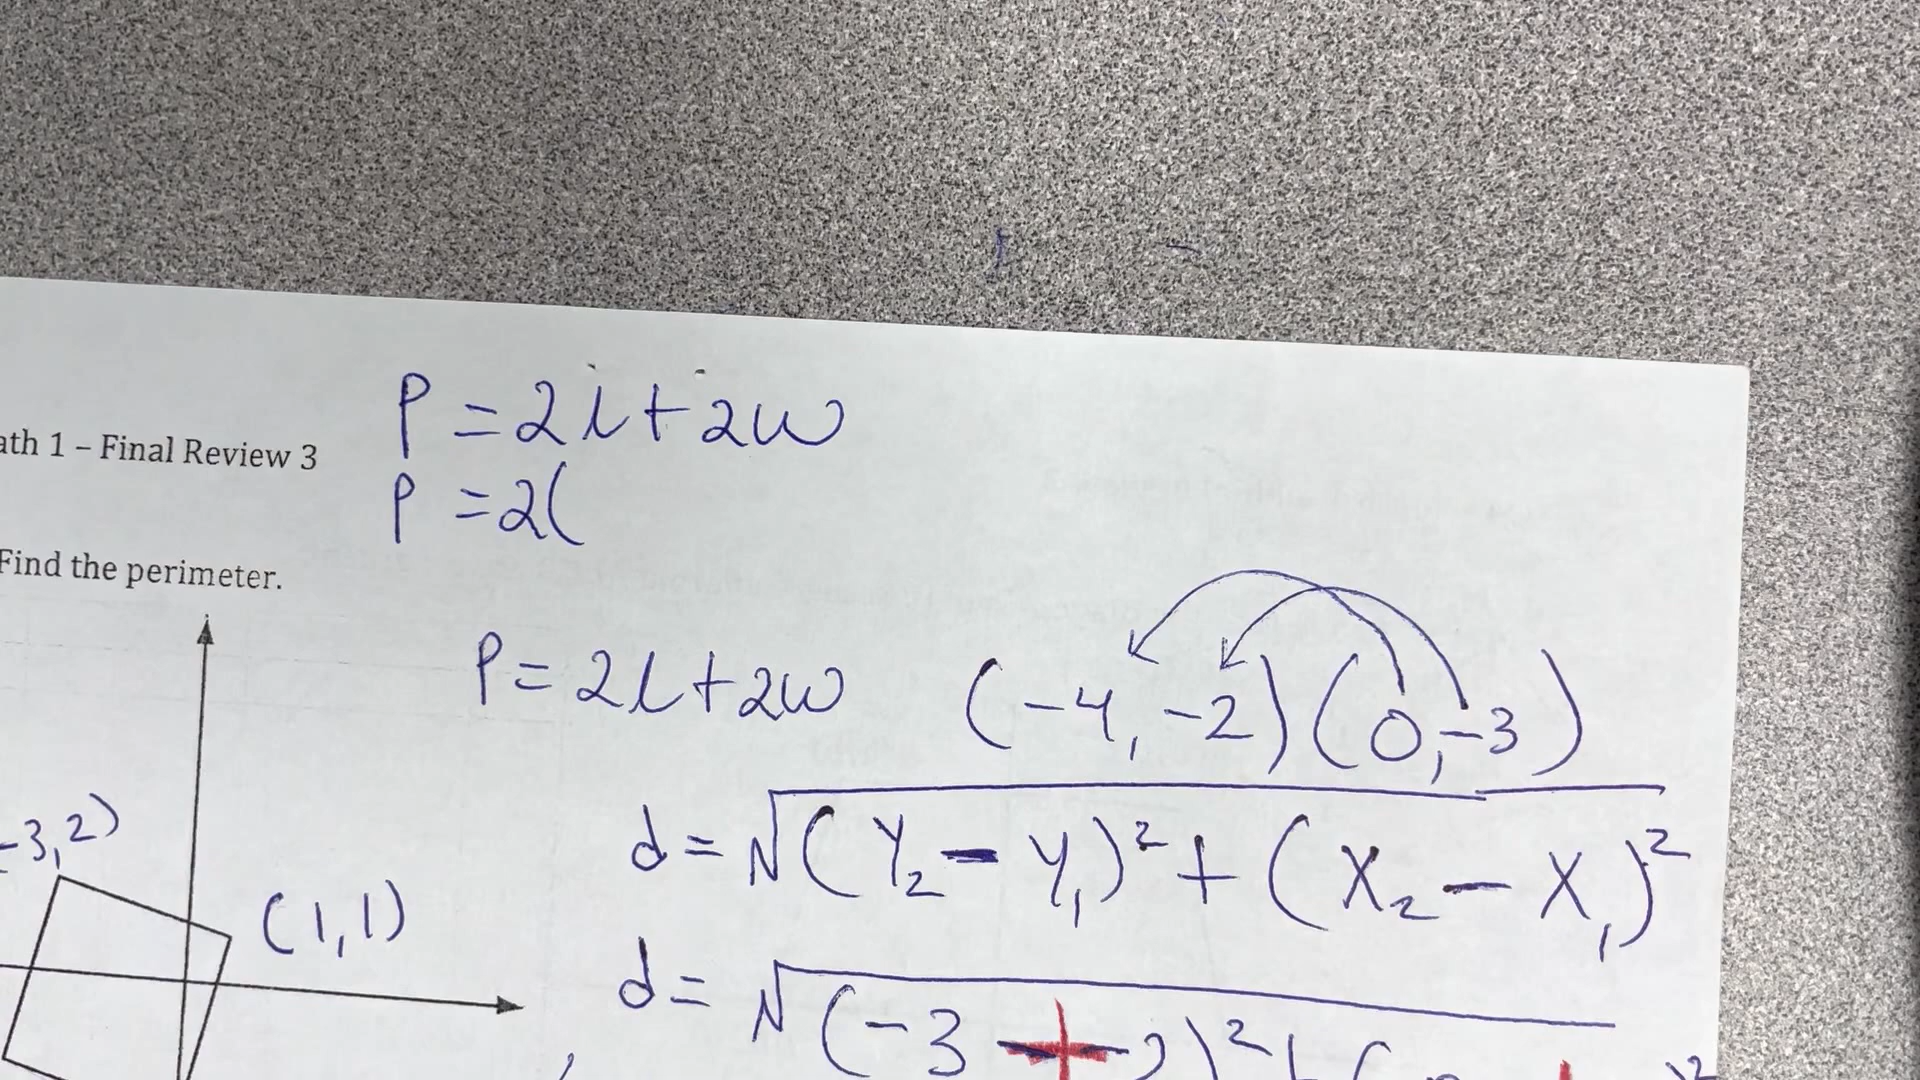 P = 2l + 2w
ath 1 – Final Review 3
P = 2(
Find the perimeter.
P = 2l + 2w
(-4, -2) (0, -3)
d = √(Y₂ - Y₁)² + (X₂ - X₁)²
-3, 2)
(1, 1)
d = √(-3 +